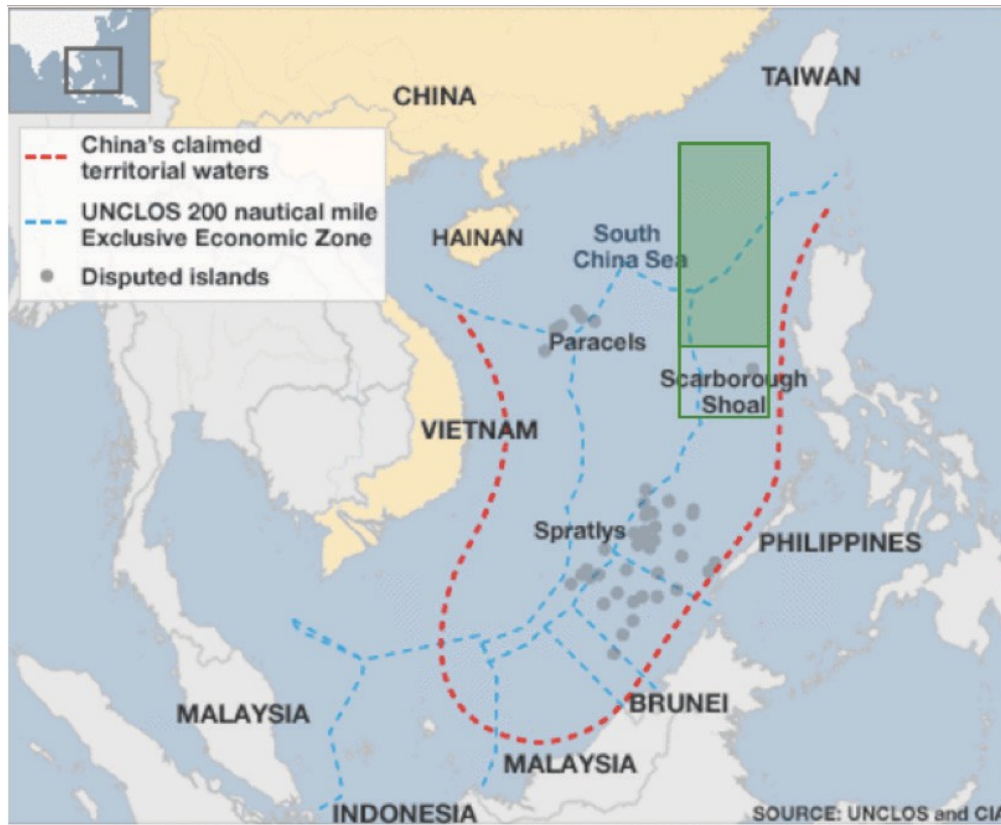 TAIWAN
CHINA
China's claimed
territorial waters
UNCLOS 200 nautical mile
Exclusive Economic Zone
Disputed islands
HAINAN
South
China Sea
Paracels
Scarborough
Shoal
VIETNAM
Spratlys
PHILIPPINES
MALAYSIA
BRUNEI
MALAYSIA
INDONESIA
SOURCE: UNCLOS and CIA